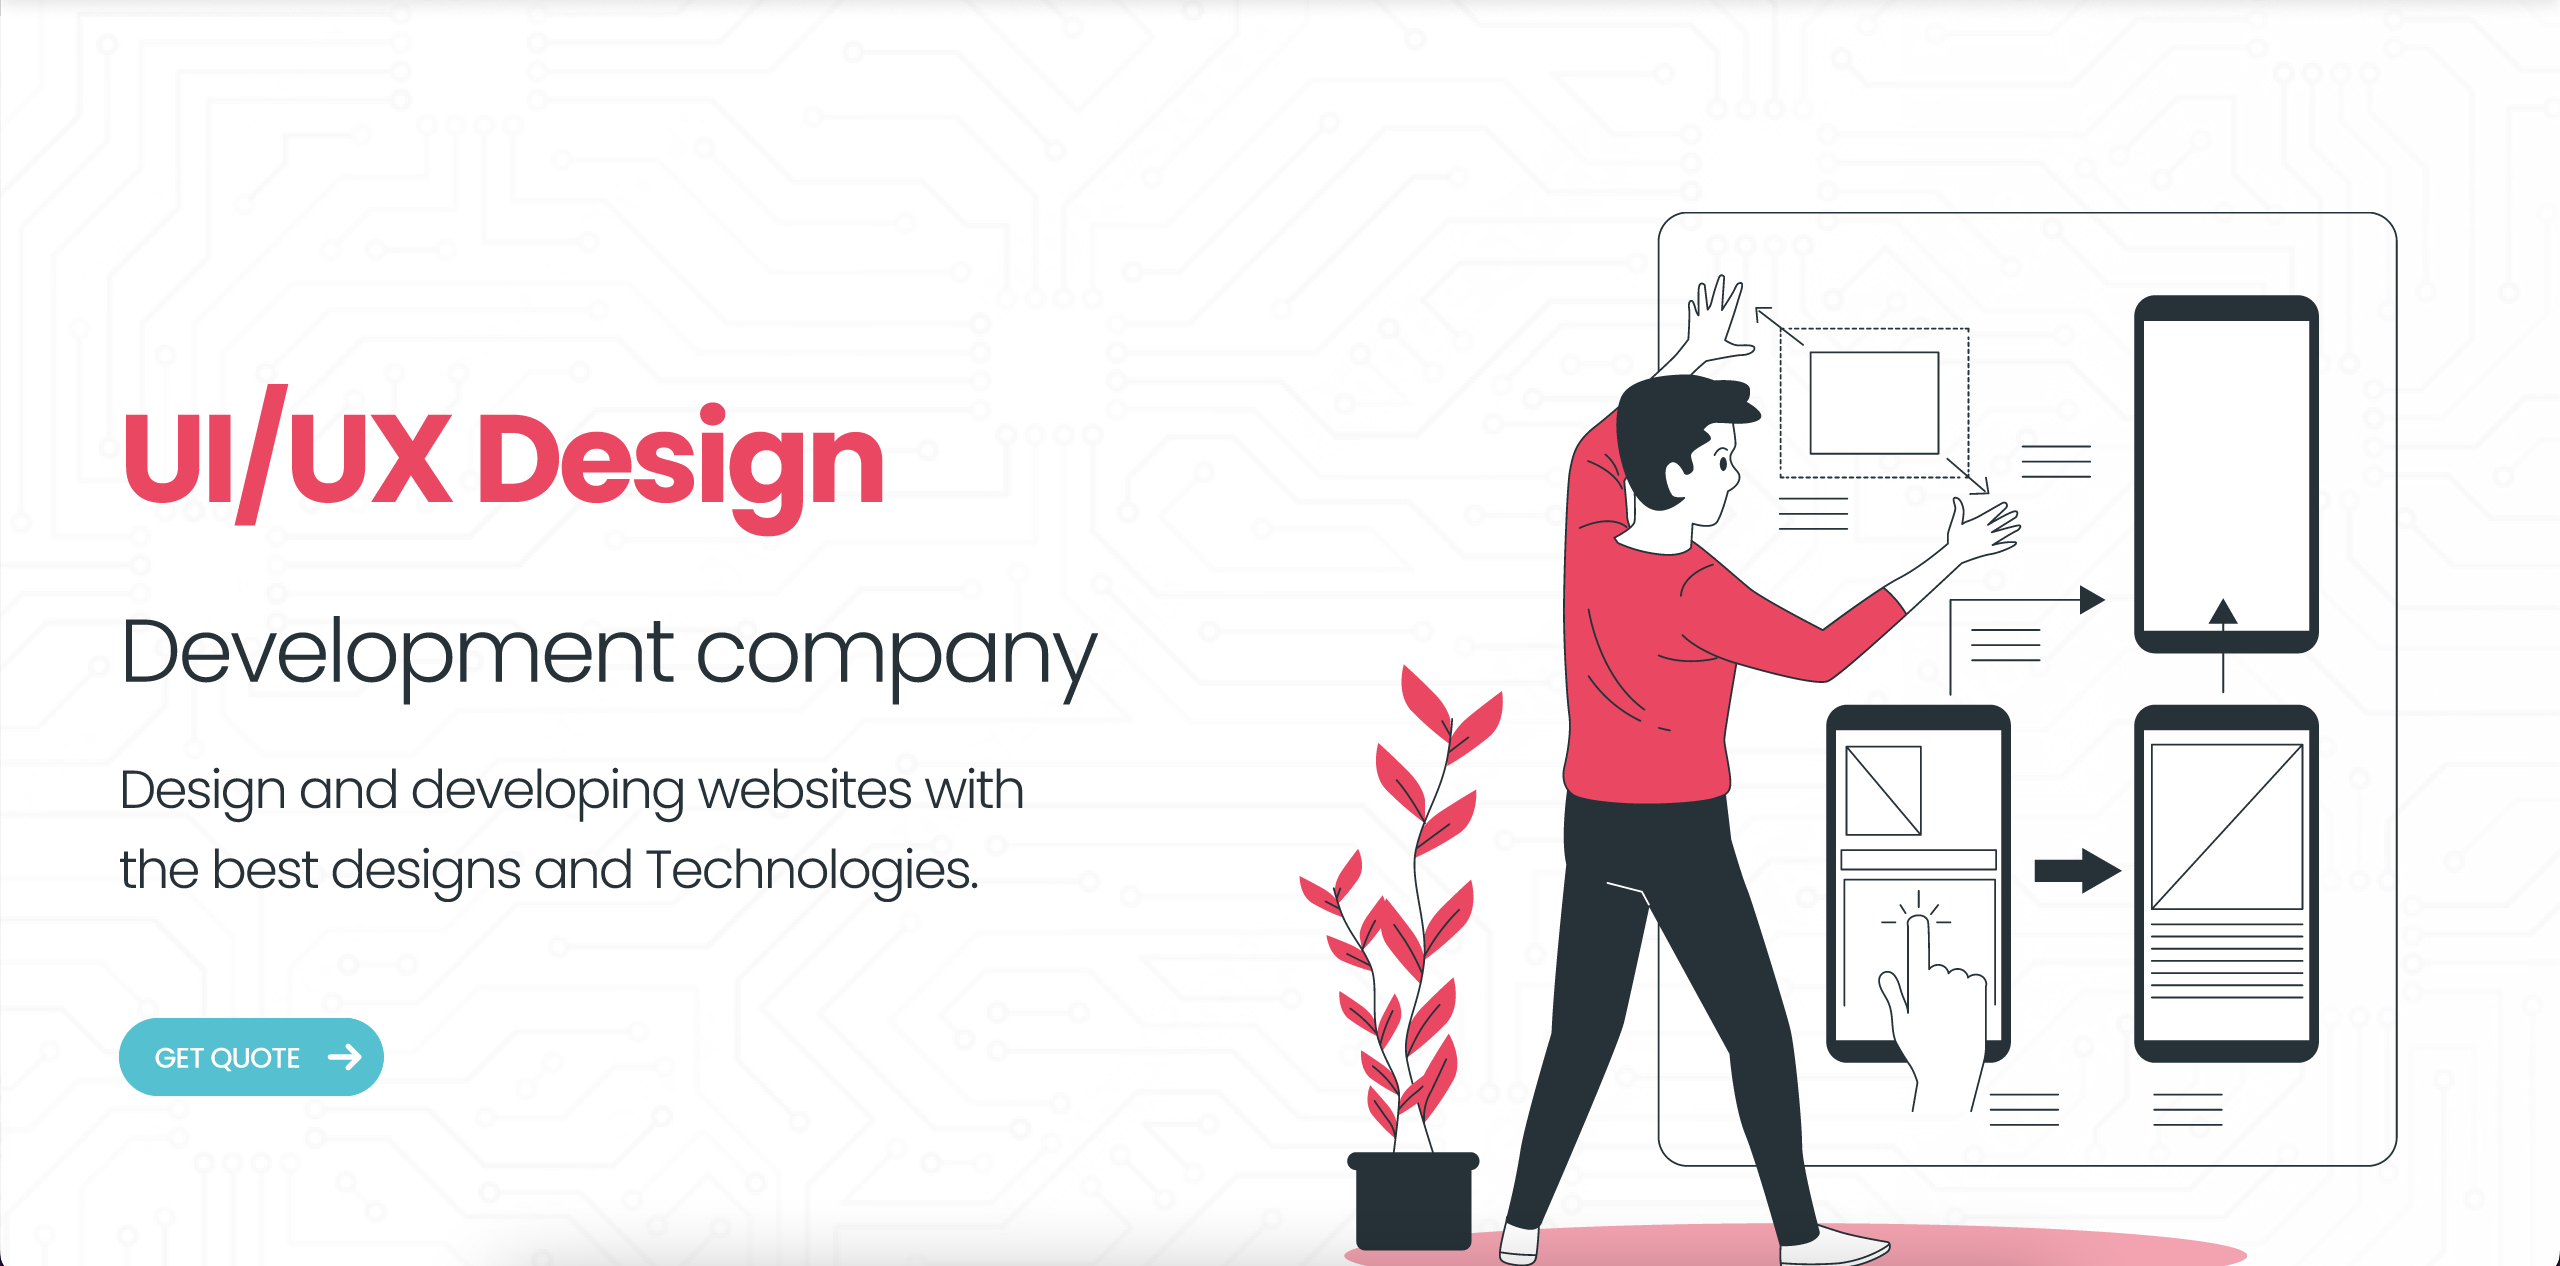 UI/UX Design
Development company
Design and developing websites with
the best designs and Technologies.
GET QUOTE